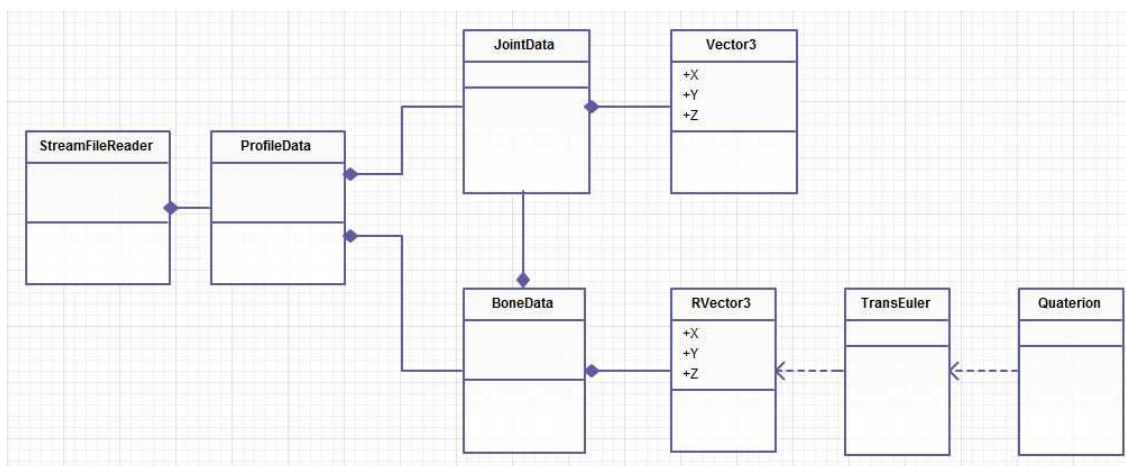 JointData
Vector3
+X
+Y
+Z
StreamFileReader
ProfileData
BoneData
RVector3
+X
+Y
+Z
TransEuler
Quaterion